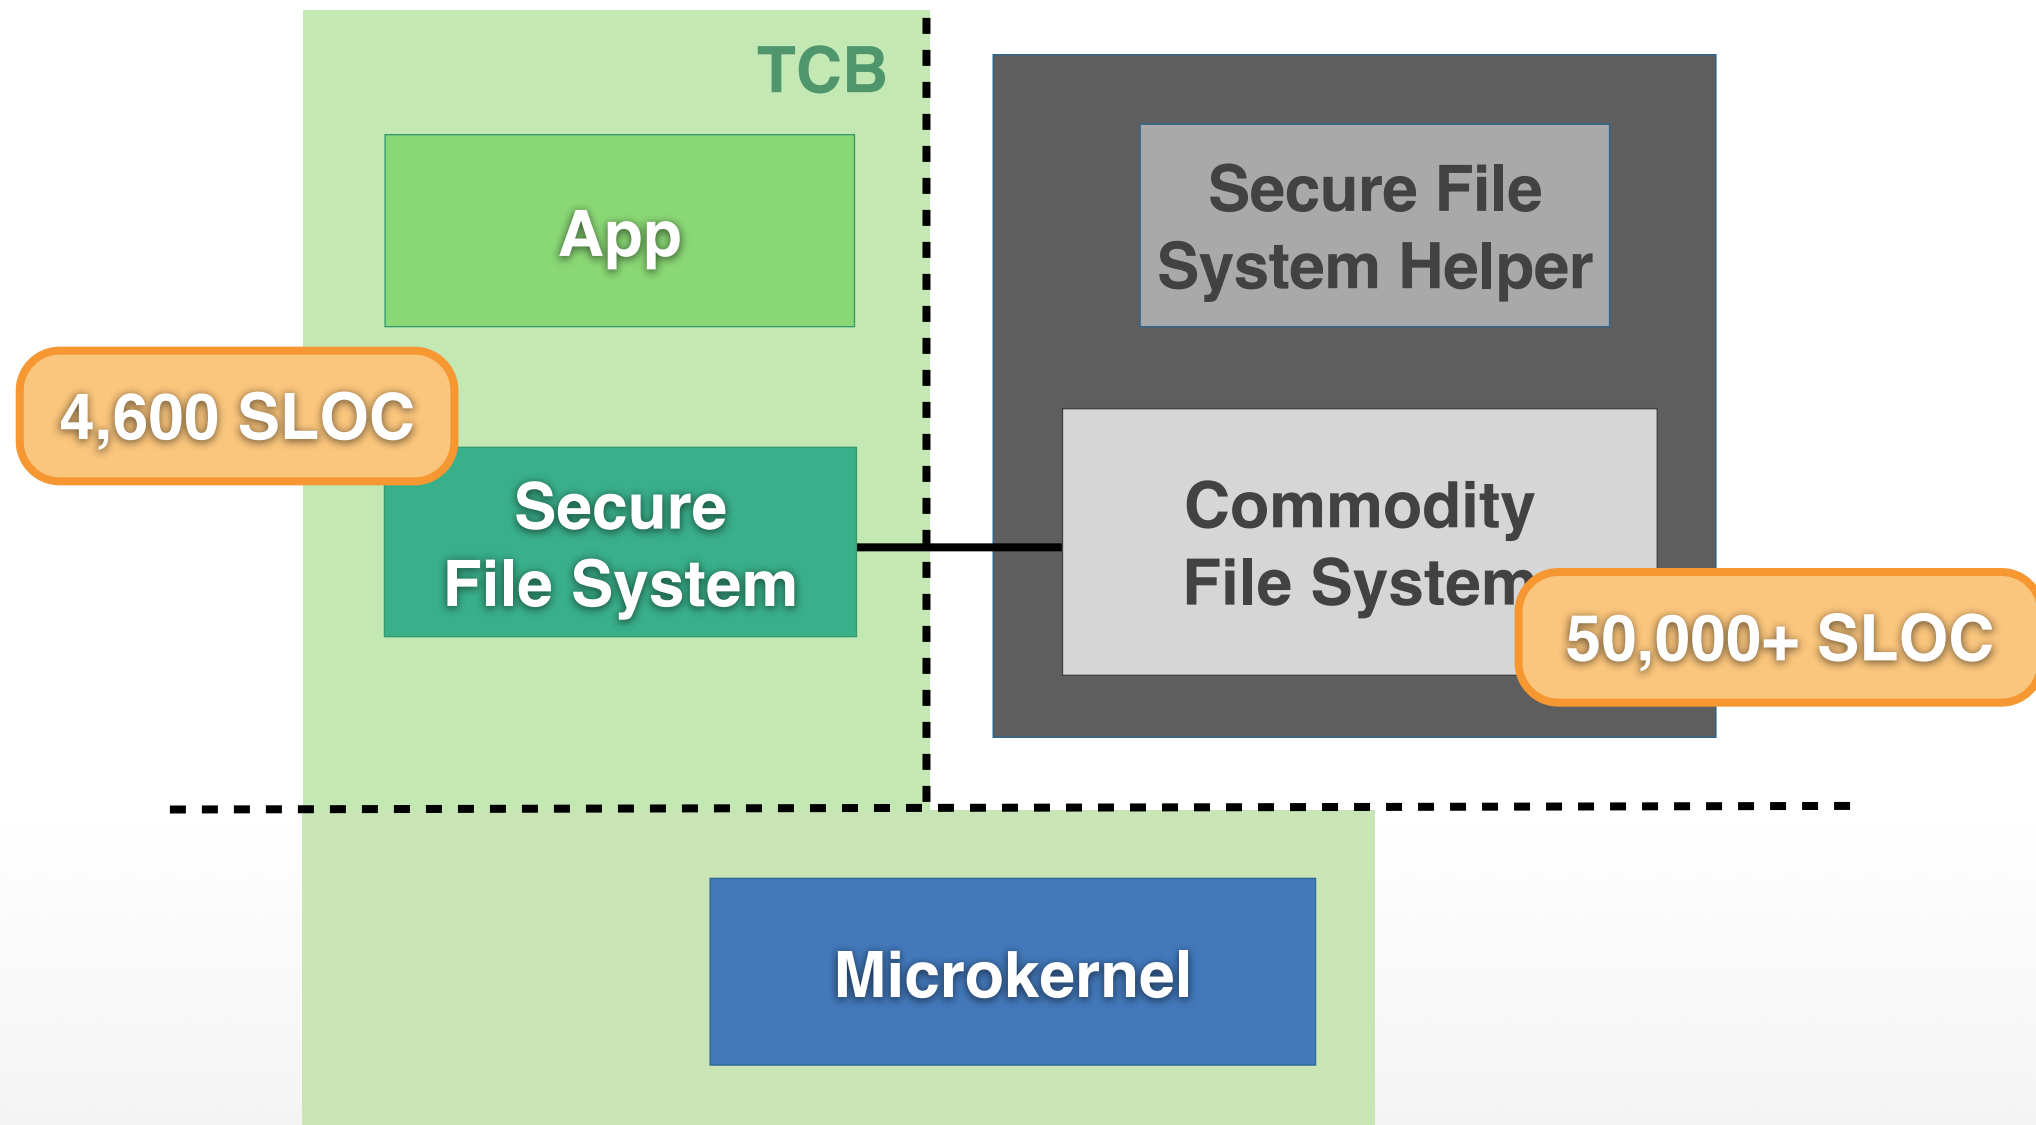 TCB
App
Secure File
System Helper
4,600 SLOC
Secure
File System
Commodity
File System
50,000+ SLOC
Microkernel